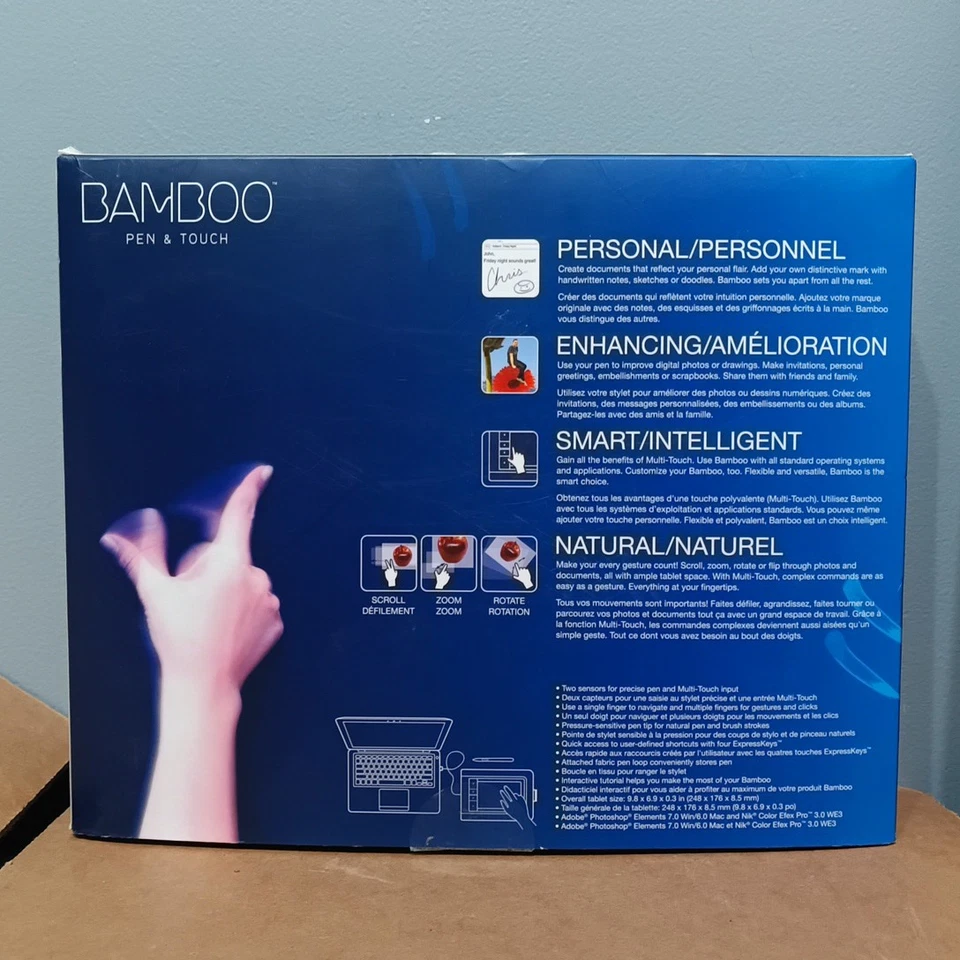 BAMBOO™
PEN & TOUCH
John,
Friday night sounds great!
Chris
PERSONAL/PERSONNEL
Create documents that reflect your personal flair. Add your own distinctive mark with
handwritten notes, sketches or doodles. Bamboo sets you apart from all the rest.
Créer des documents qui reflètent votre intuition personnelle. Ajoutez votre marque
originale avec des notes, des esquisses et des griffonnages écrits à la main. Bamboo
vous distingue des autres.
ENHANCING/AMÉLIORATION
Use your pen to improve digital photos or drawings. Make invitations, personal
greetings, embellishments or scrapbooks. Share them with friends and family.
Utilisez votre stylet pour améliorer des photos ou dessins numériques. Créez des
invitations, des messages personnalisées, des embellissements ou des albums.
Partagez-les avec des amis et la famille.
SMART/INTELLIGENT
Gain all the benefits of Multi-Touch. Use Bamboo with all standard operating systems
and applications. Customize your Bamboo, too. Flexible and versatile, Bamboo is the
smart choice.
Obtenez tous les avantages d'une touche polyvalente (Multi-Touch). Utilisez Bamboo
avec tous les systèmes d'exploitation et applications standards. Vous pouvez même
ajouter votre touche personnelle. Flexible et polyvalent, Bamboo est un choix intelligent.
SCROLL
DÉFILEMENT
ZOOM
ZOOM
ROTATE
ROTATION
NATURAL/NATUREL
Make your every gesture count! Scroll, zoom, rotate or flip through photos and
documents, all with ample tablet space. With Multi-Touch, complex commands are as
easy as a gesture. Everything at your fingertips.
Tous vos mouvements sont importants! Faites défiler, agrandissez, faites tourner ou
parcourez vos photos et documents tout ça avec un grand espace de travail. Grâce à
la fonction Multi-Touch, les commandes complexes deviennent aussi aisées qu'un
simple geste. Tout ce dont vous avez besoin au bout des doigts.
• Two sensors for precise pen and Multi-Touch input
• Deux capteurs pour une saisie au stylet précise et une entrée Multi-Touch
• Use a single finger to navigate and multiple fingers for gestures and clicks
• Un seul doigt pour naviguer et plusieurs doigts pour les mouvements et les clics
• Pressure-sensitive pen tip for natural pen and brush strokes
• Pointe de stylet sensible à la pression pour des coups de stylo et de pinceau naturels
• Quick access to user-defined shortcuts with four ExpressKeys™
• Accès rapide aux raccourcis créés par l'utilisateur avec les quatres touches ExpressKeys™
• Attached fabric pen loop conveniently stores pen
• Boucle en tissu pour ranger le stylet
• Interactive tutorial helps you make the most of your Bamboo
• Didacticiel interactif pour vous aider à profiter au maximum de votre produit Bamboo
• Overall tablet size: 9.8 x 6.9 x 0.3 in (248 x 176 x 8.5 mm)
• Taille générale de la tablette: 248 x 176 x 8.5 mm (9.8 x 6.9 x 0.3 po)
• Adobe® Photoshop® Elements 7.0 Win/6.0 Mac and Nik® Color Efex Pro™ 3.0 WE3
• Adobe® Photoshop® Elements 7.0 Win/6.0 Mac et Nik® Color Efex Pro™ 3.0 WE3